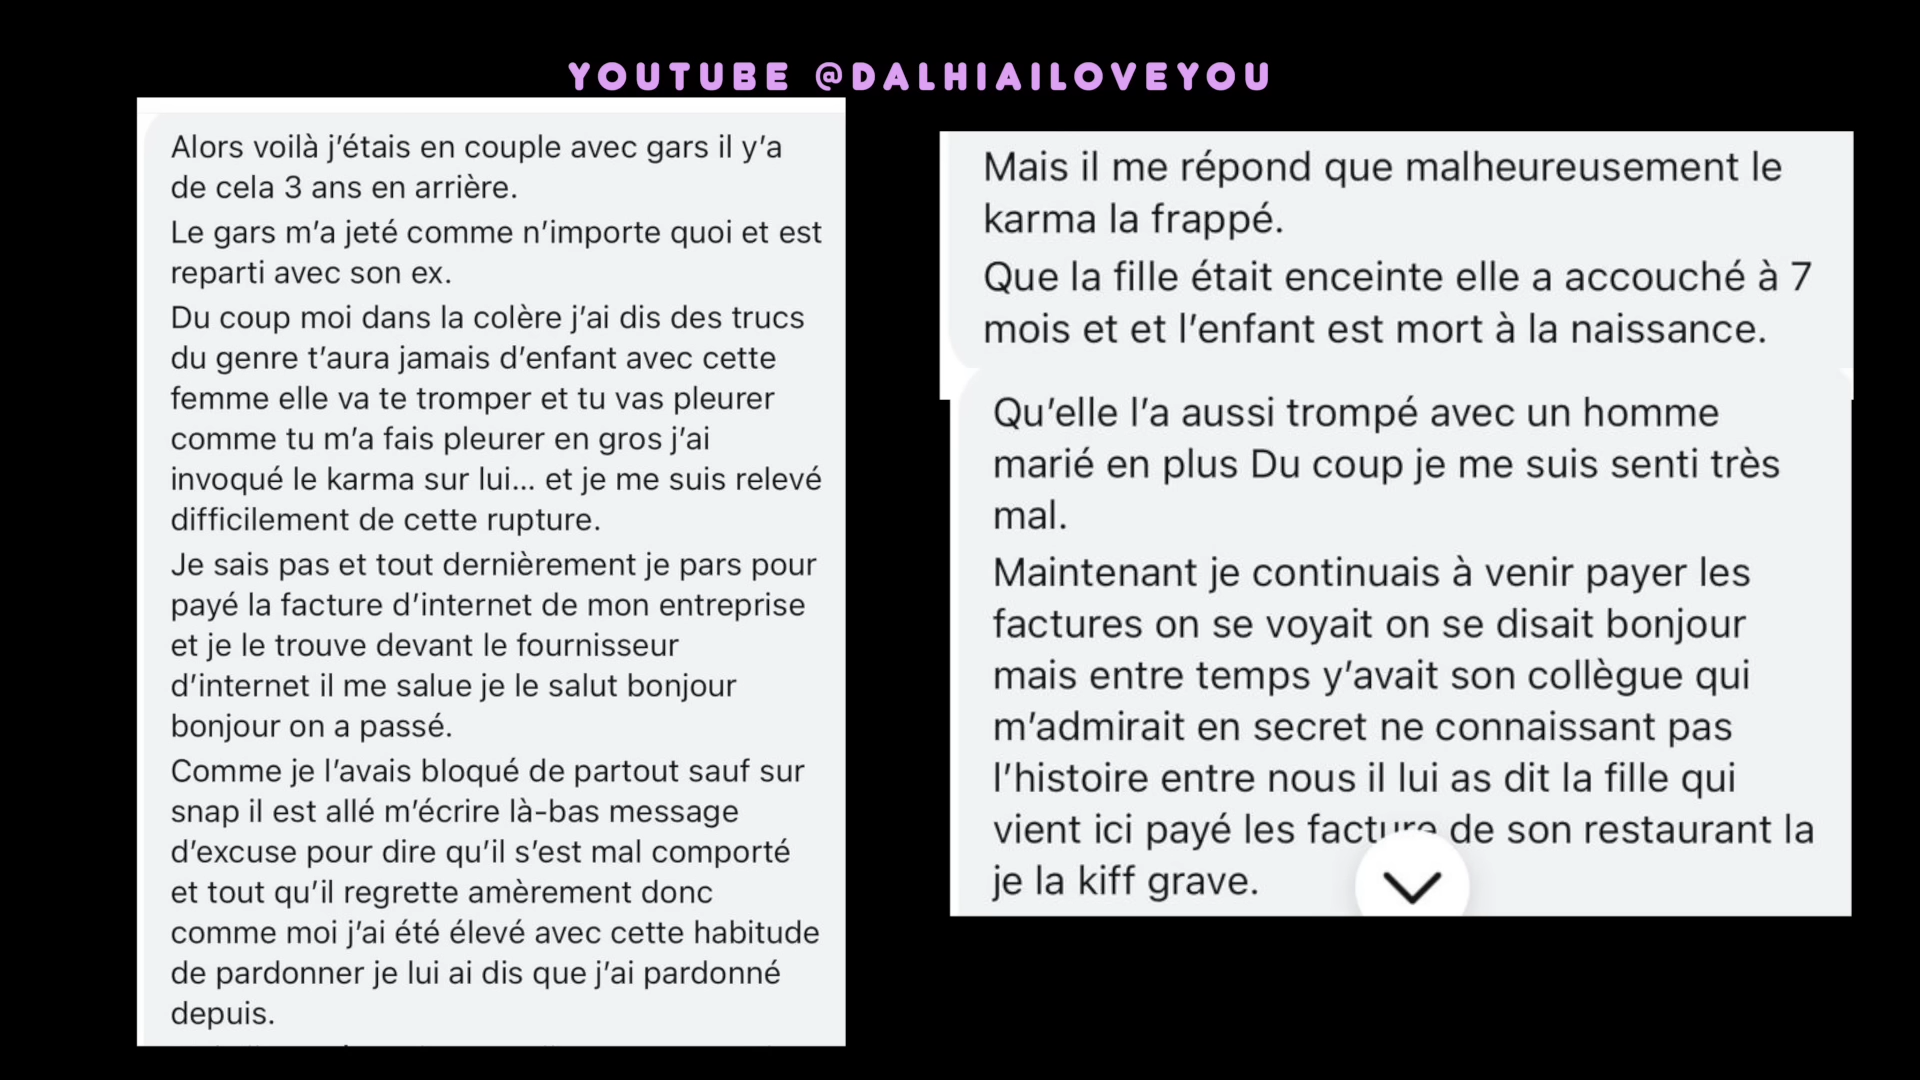 YOUTUBE @DALHIAILOVEYOU
Alors voilà j’étais en couple avec gars il y’a
de cela 3 ans en arrière.
Le gars m’a jeté comme n’importe quoi et est
reparti avec son ex.
Du coup moi dans la colère j’ai dis des trucs
du genre t’aura jamais d’enfant avec cette
femme elle va te tromper et tu vas pleurer
comme tu m’a fais pleurer en gros j’ai
invoqué le karma sur lui... et je me suis relevé
difficilement de cette rupture.
Je sais pas et tout dernièrement je pars pour
payé la facture d’internet de mon entreprise
et je le trouve devant le fournisseur
d’internet il me salue je le salut bonjour
bonjour on a passé.
Comme je l’avais bloqué de partout sauf sur
snap il est allé m’écrire là-bas message
d’excuse pour dire qu’il s’est mal comporté
et tout qu’il regrette amèrement donc
comme moi j’ai été élevé avec cette habitude
de pardonner je lui ai dis que j’ai pardonné
depuis.
Mais il me répond que malheureusement le
karma la frappé.
Que la fille était enceinte elle a accouché à 7
mois et et l’enfant est mort à la naissance.
Qu’elle l’a aussi trompé avec un homme
marié en plus Du coup je me suis senti très
mal.
Maintenant je continuais à venir payer les
factures on se voyait on se disait bonjour
mais entre temps y’avait son collègue qui
m’admirait en secret ne connaissant pas
l’histoire entre nous il lui as dit la fille qui
vient ici payé les facture de son restaurant la
je la kiff grave.